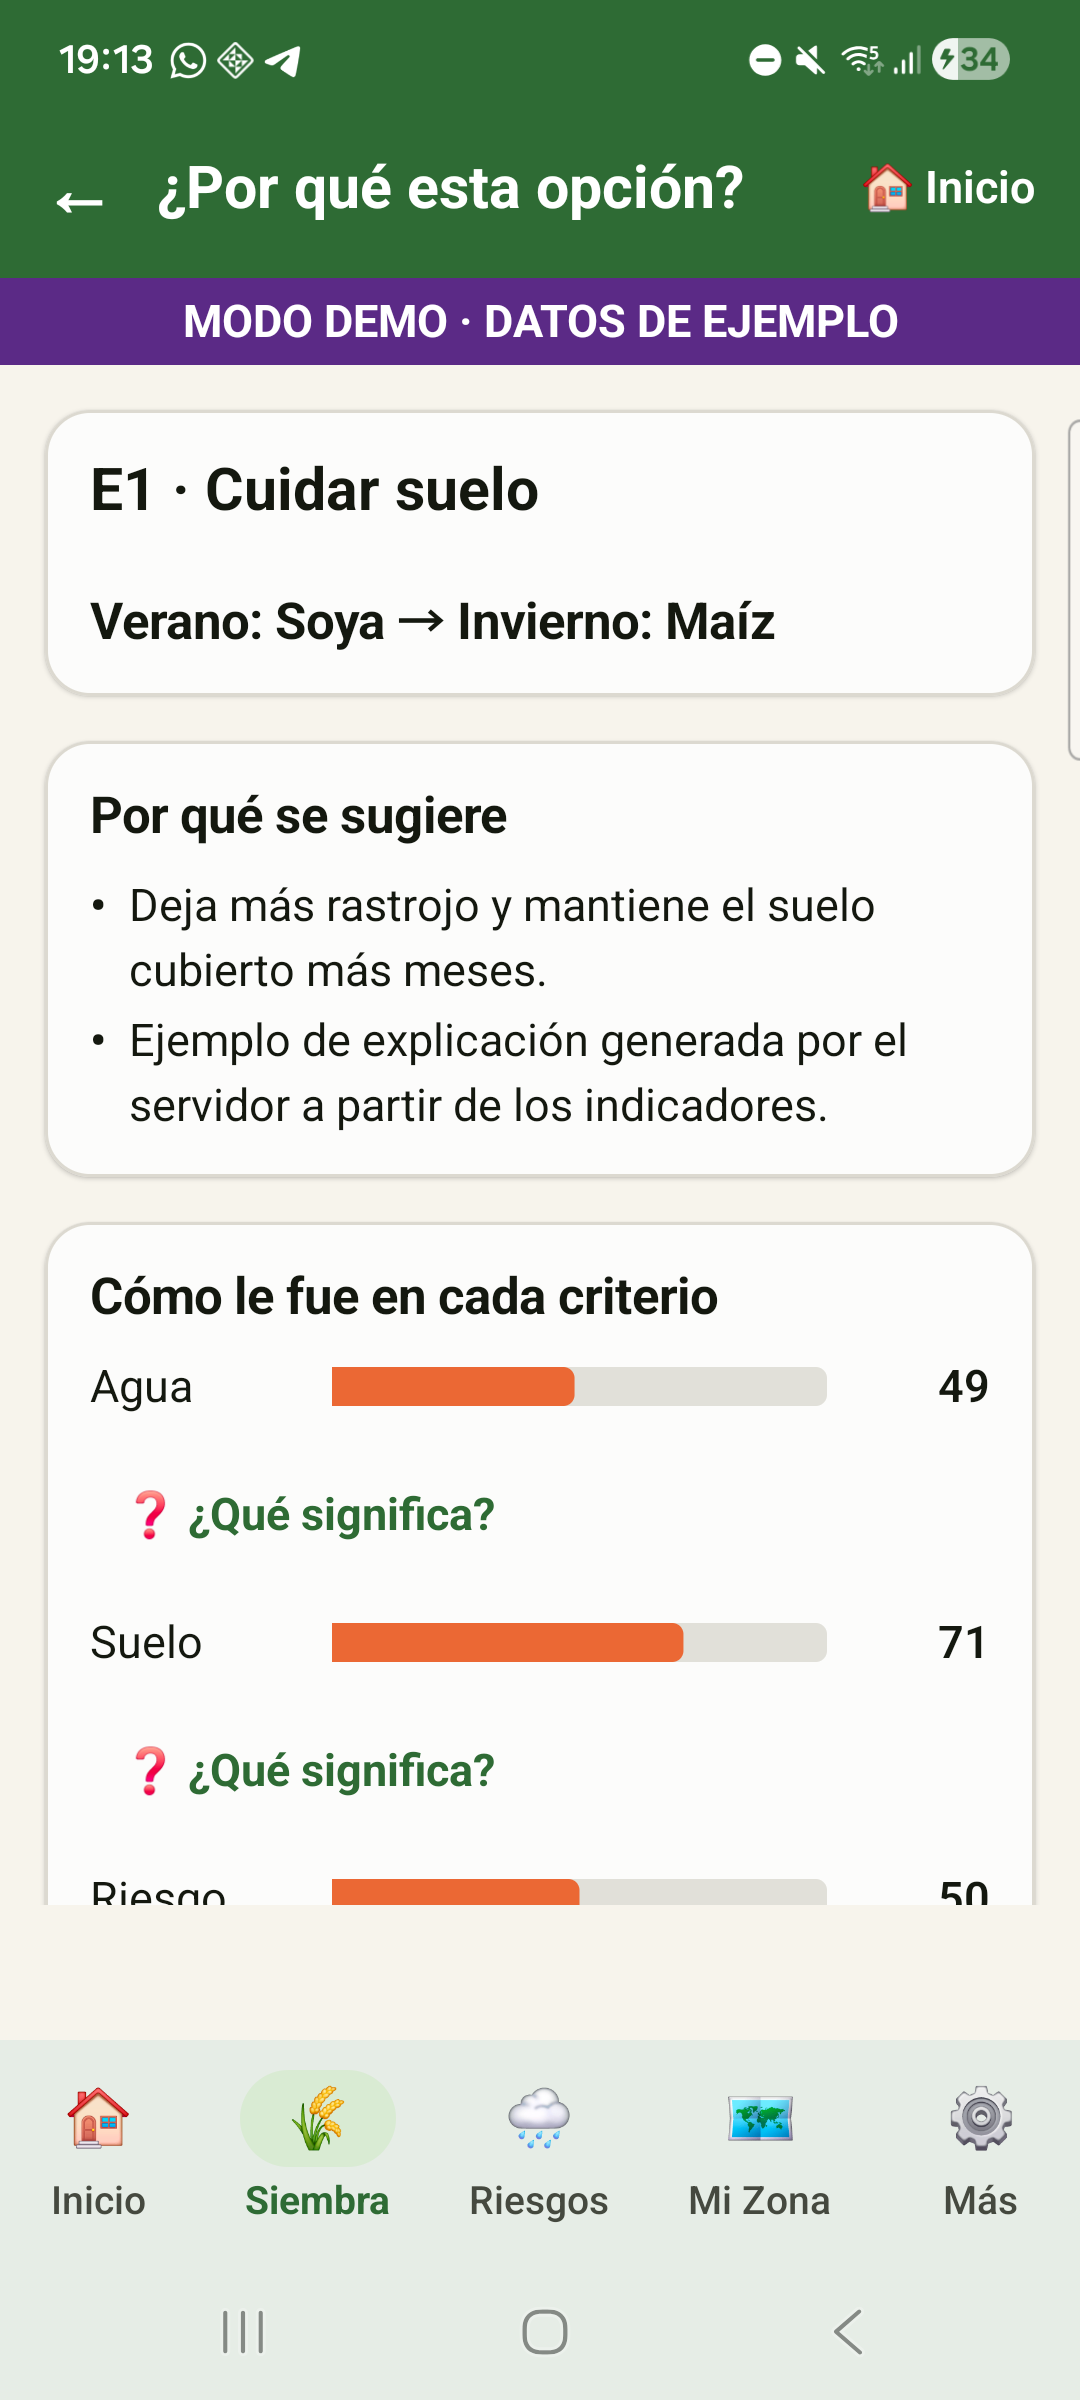 19:13
5
34
← ¿Por qué esta opción? Inicio
MODO DEMO · DATOS DE EJEMPLO
E1 · Cuidar suelo
Verano: Soya → Invierno: Maíz
Por qué se sugiere
• Deja más rastrojo y mantiene el suelo
cubierto más meses.
• Ejemplo de explicación generada por el
servidor a partir de los indicadores.
Cómo le fue en cada criterio
Agua 49
❓ ¿Qué significa?
Suelo 71
❓ ¿Qué significa?
Riesgo 50
Inicio Siembra Riesgos Mi Zona Más